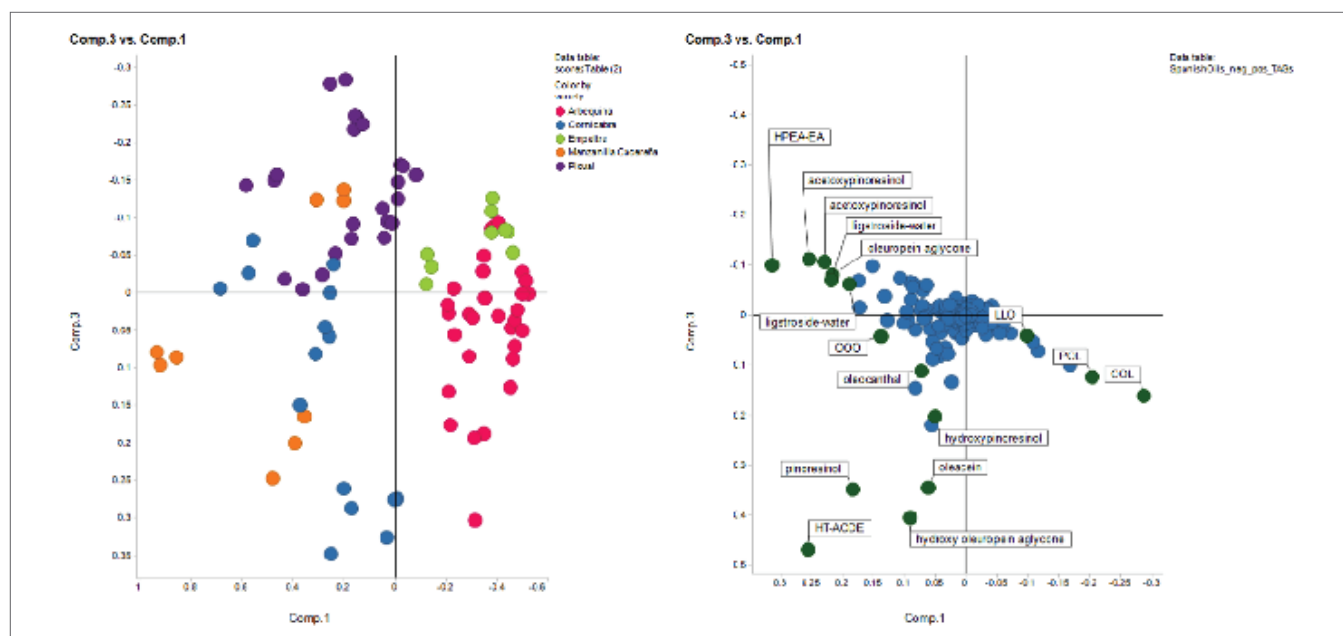 Comp.3 vs. Comp.1
Data table:
scoresTable (2)
Color by
variety
Arbequina
Cornicabra
Empeltre
Manzanilla Cacereña
Picual
-0.3
-0.25
-0.2
-0.15
-0.1
-0.05
0
0.05
0.1
0.15
0.2
0.25
0.3
0.35
Comp.3
1
0.8
0.6
0.4
0.2
0
-0.2
-0.4
-0.6
Comp.1
Comp.3 vs. Comp.1
Data table:
SpanishOils_neg_pos_TAGs
-0.5
-0.4
-0.3
-0.2
-0.1
0
0.1
0.2
0.3
0.4
0.5
Comp.3
HPEA-EA
acetoxypinoresinol
acetoxypinoresinol
ligstroside-water
oleuropein aglycone
ligstroside-water
OOO
oleocanthal
LLO
POL
OOL
hydroxypinoresinol
pinoresinol
oleacein
HT-ACDE
hydroxy oleuropein aglycone
0.3
0.25
0.2
0.15
0.1
0.05
0
-0.05
-0.1
-0.15
-0.2
-0.25
-0.3
Comp.1